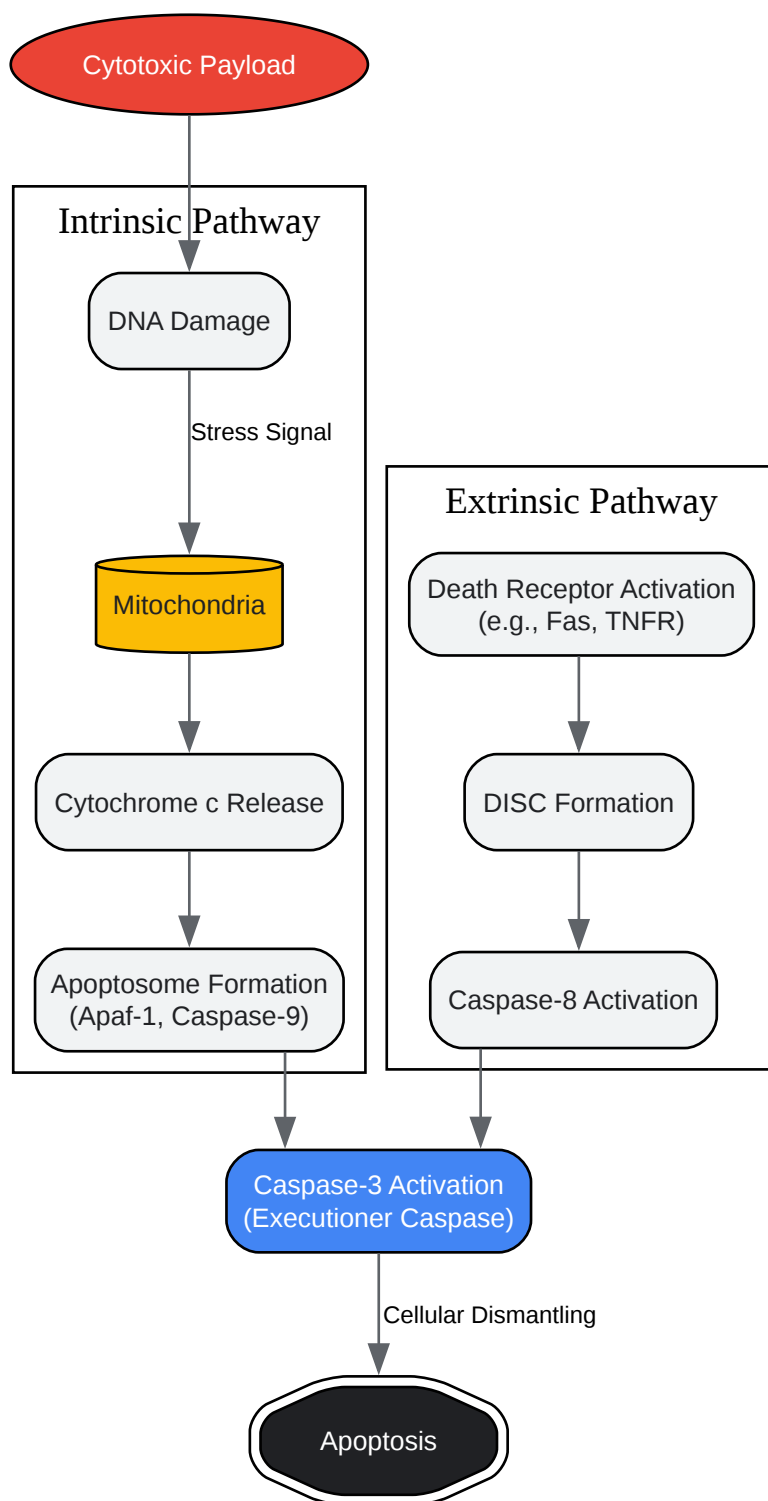 Cytotoxic Payload
Intrinsic Pathway
DNA Damage
Stress Signal
Mitochondria
Cytochrome c Release
Apoptosome Formation
(Apaf-1, Caspase-9)
Extrinsic Pathway
Death Receptor Activation
(e.g., Fas, TNFR)
DISC Formation
Caspase-8 Activation
Caspase-3 Activation
(Executioner Caspase)
Cellular Dismantling
Apoptosis